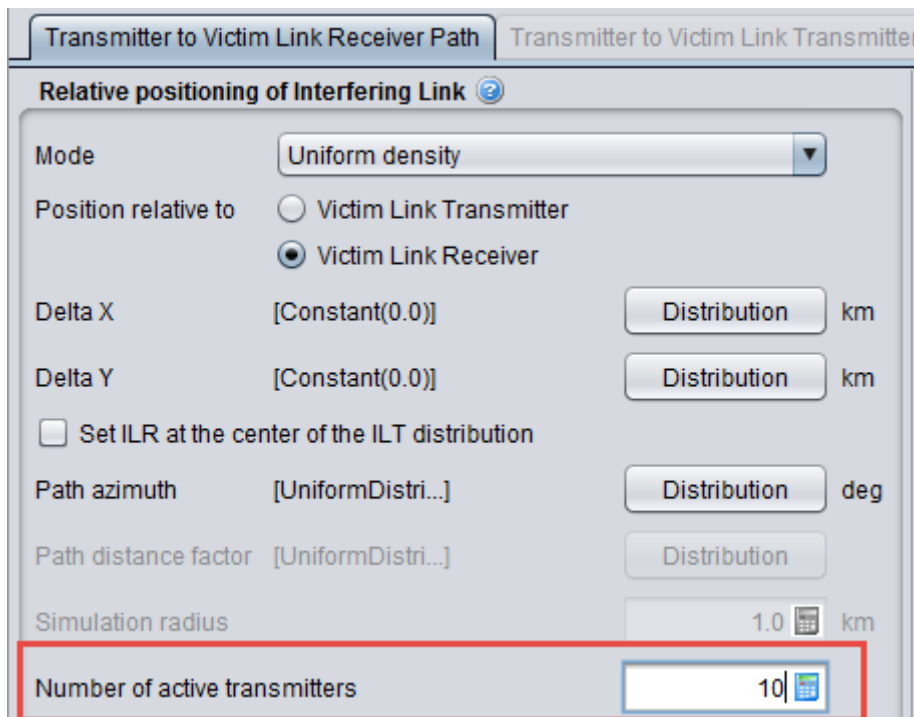 Transmitter to Victim Link Receiver Path Transmitter to Victim Link Transmitter
Relative positioning of Interfering Link
Mode Uniform density
Position relative to Victim Link Transmitter
Victim Link Receiver
Delta X [Constant(0.0)] Distribution km
Delta Y [Constant(0.0)] Distribution km
Set ILR at the center of the ILT distribution
Path azimuth [UniformDistri...] Distribution deg
Path distance factor [UniformDistri...] Distribution
Simulation radius 1.0 km
Number of active transmitters 10